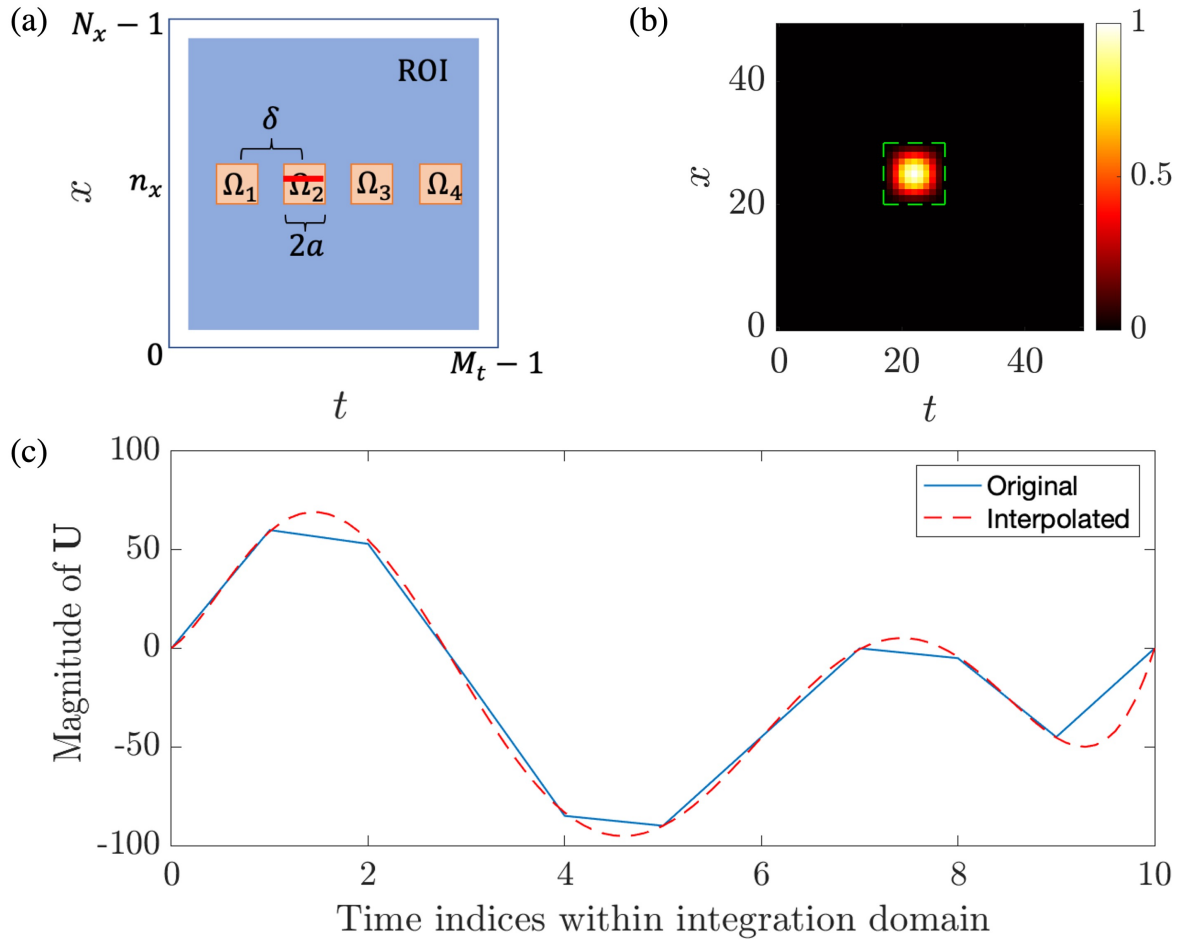 (a)
N_x − 1
ROI
δ
x
n_x
Ω_1
Ω_2
Ω_3
Ω_4
2a
0
M_t − 1
t
(b)
1
0.5
0
40
20
0
x
0
20
40
t
(c)
100
50
0
-50
-100
Magnitude of U
Original
Interpolated
0
2
4
6
8
10
Time indices within integration domain